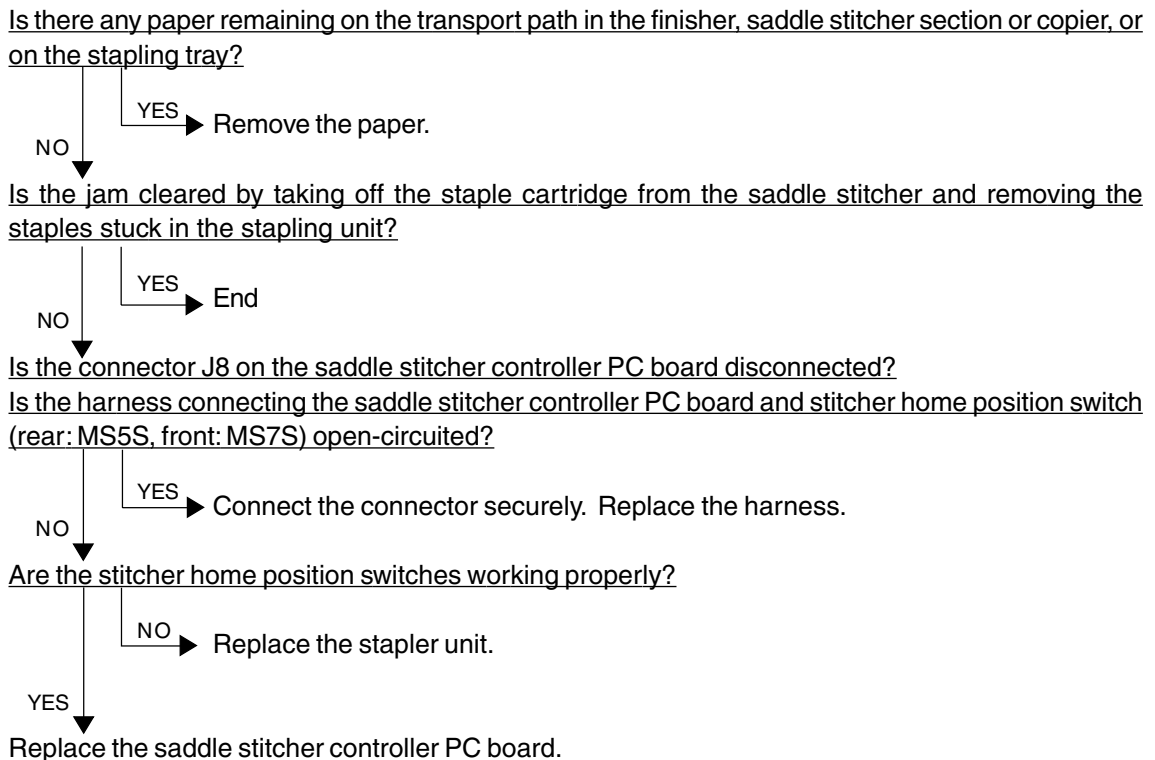 Is there any paper remaining on the transport path in the finisher, saddle stitcher section or copier, or
on the stapling tray?
YES
Remove the paper.
NO
Is the jam cleared by taking off the staple cartridge from the saddle stitcher and removing the
staples stuck in the stapling unit?
YES
End
NO
Is the connector J8 on the saddle stitcher controller PC board disconnected?
Is the harness connecting the saddle stitcher controller PC board and stitcher home position switch
(rear: MS5S, front: MS7S) open-circuited?
YES
Connect the connector securely. Replace the harness.
NO
Are the stitcher home position switches working properly?
NO
Replace the stapler unit.
YES
Replace the saddle stitcher controller PC board.